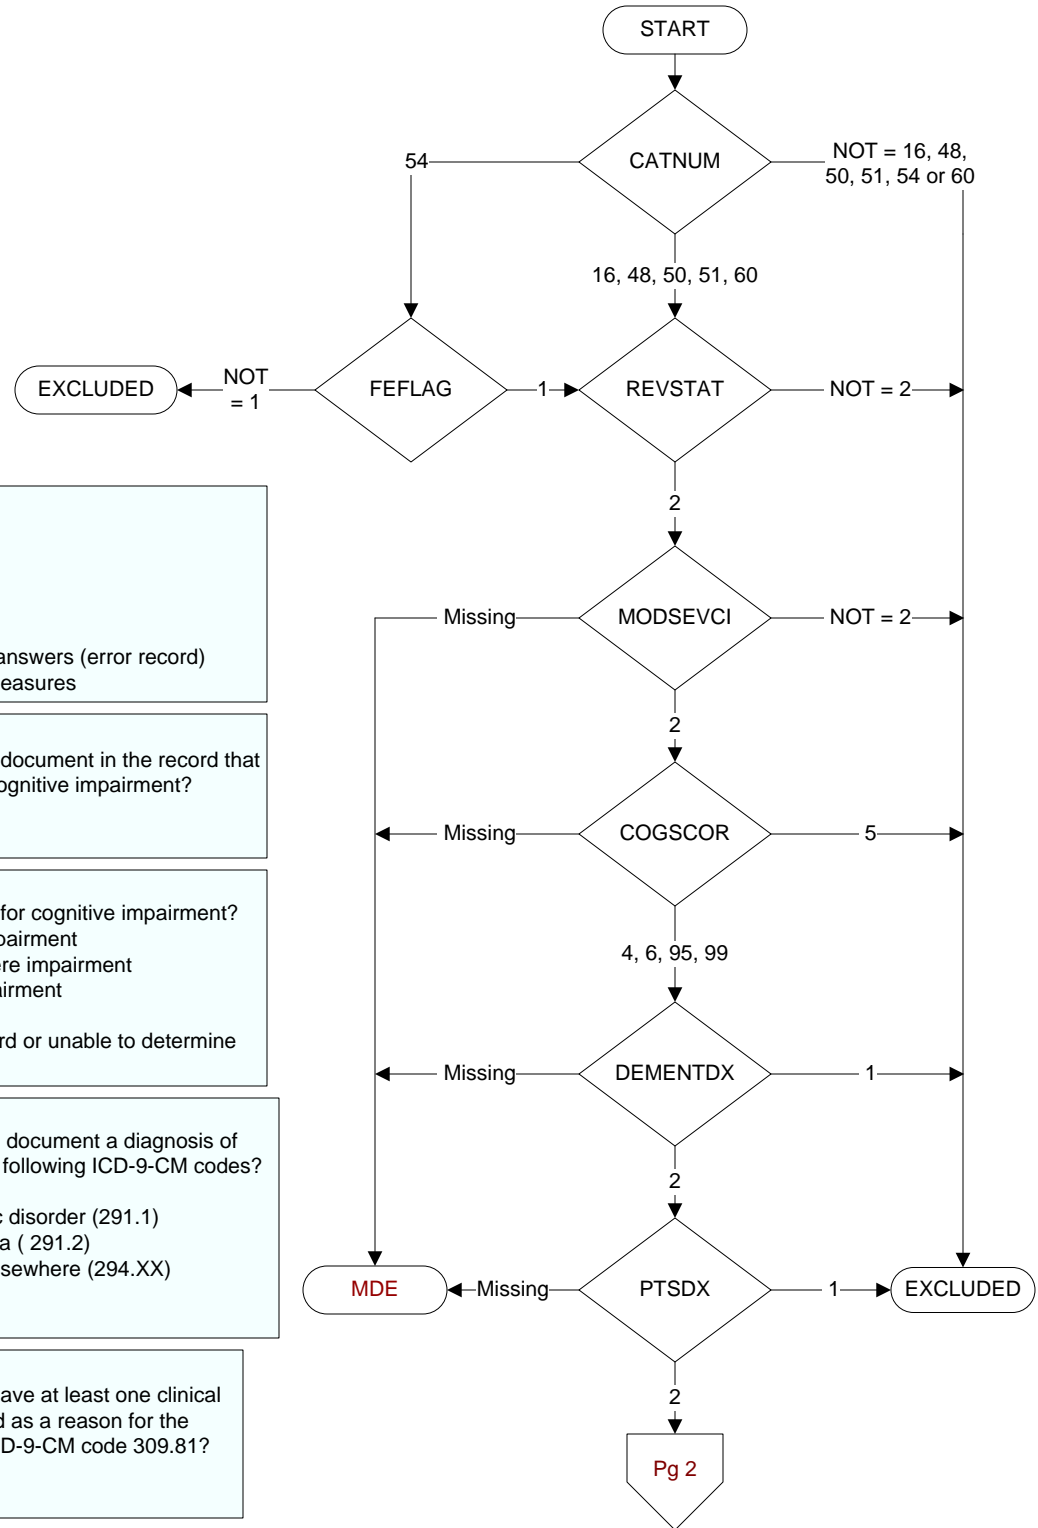 START
CATNUM
54
NOT = 16, 48,
50, 51, 54 or 60
16, 48, 50, 51, 60
EXCLUDED
NOT
= 1
FEFLAG
1
REVSTAT
NOT = 2
2
answers (error record)
easures
Missing
MODSEVCI
NOT = 2
2
document in the record that
ognitive impairment?
Missing
COGSCOR
5
4, 6, 95, 99
for cognitive impairment?
pairment
ere impairment
airment
rd or unable to determine
Missing
DEMENTDX
1
2
document a diagnosis of
following ICD-9-CM codes?
c disorder (291.1)
a ( 291.2)
sewhere (294.XX)
MDE
Missing
PTSDX
1
EXCLUDED
2
ave at least one clinical
d as a reason for the
D-9-CM code 309.81?
Pg 2